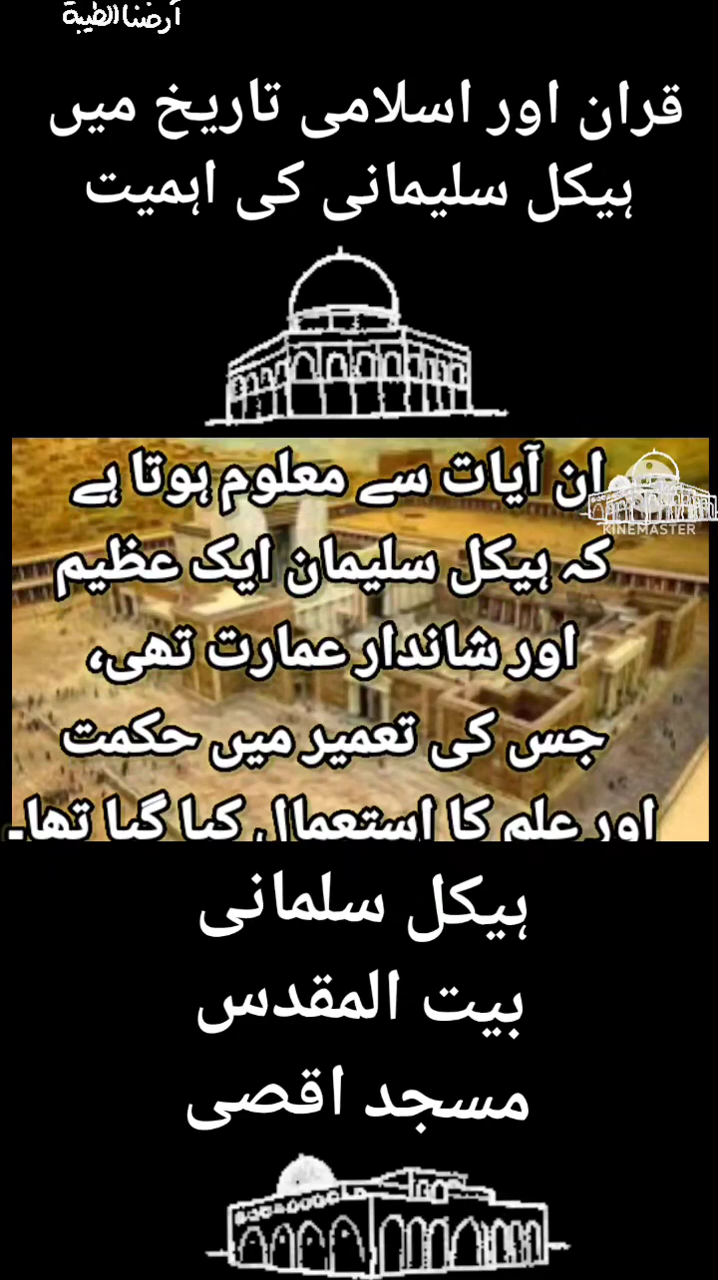 أرضنا الطيبة
قران اور اسلامی تاریخ میں
ہیکل سلیمانی کی اہمیت
ان آیات سے معلوم ہوتا ہے
KINEMASTER
کہ ہیکل سلیمان ایک عظیم
اور شاندار عمارت تھی،
جس کی تعمیر میں حکمت
اور علم کا استعمال کیا گیا تھا۔
ہیکل سلمانی
بیت المقدس
مسجد اقصی